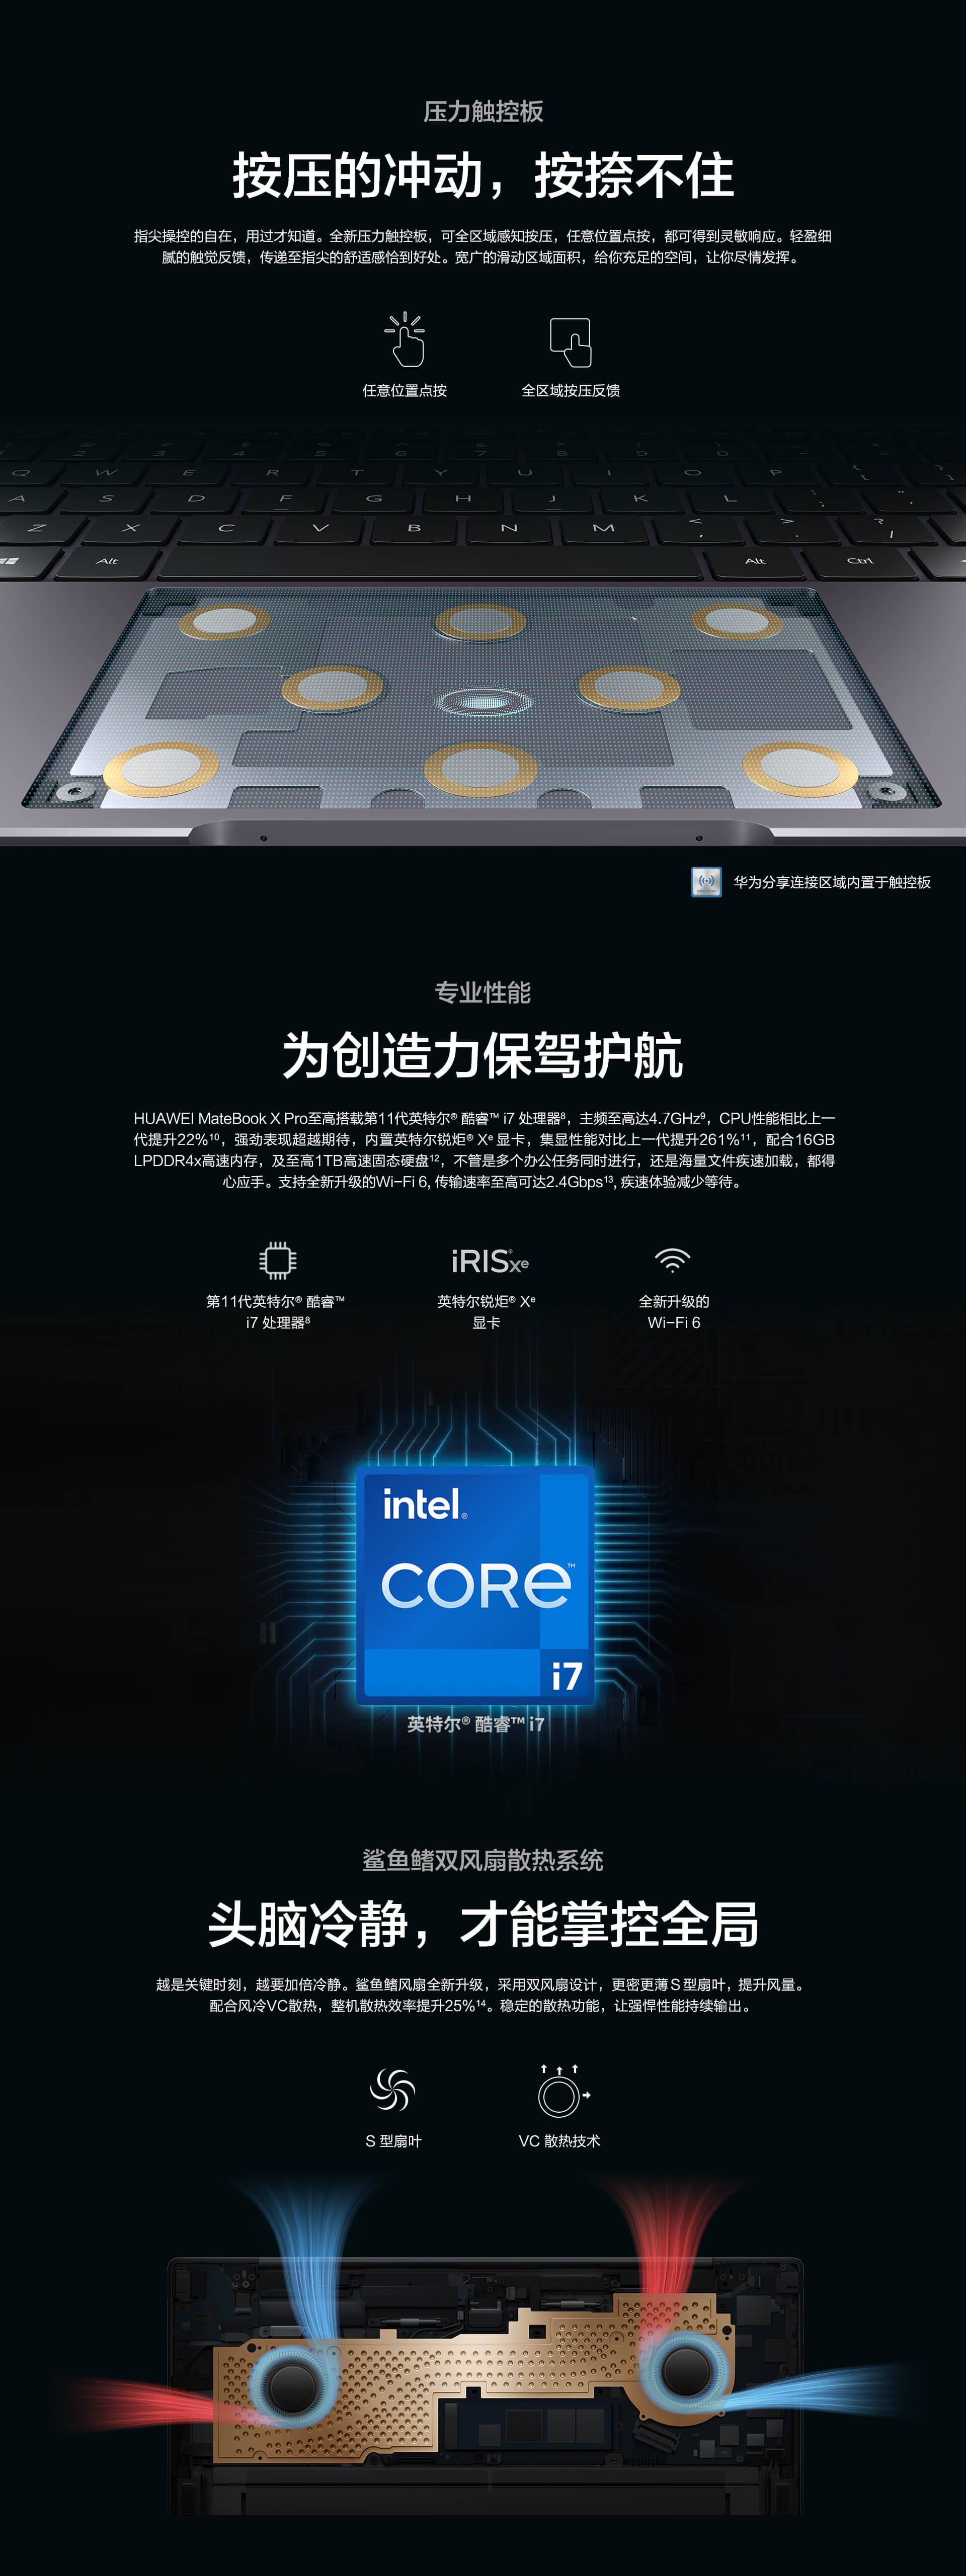 压力触控板
按压的冲动，按捺不住
指尖操控的自在，用过才知道。全新压力触控板，可全区域感知按压，任意位置点按，都可得到灵敏响应。轻盈细
腻的触觉反馈，传递至指尖的舒适感恰到好处。宽广的滑动区域面积，给你充足的空间，让你尽情发挥。
任意位置点按
全区域按压反馈
2 3 4 5 6 7 8 9 0
Q W E R T Y U I O P
A S D F G H J K L
Z X C V B N M
Alt Alt Ctrl
华为分享连接区域内置于触控板
专业性能
为创造力保驾护航
HUAWEI MateBook X Pro至高搭载第11代英特尔® 酷睿™ i7 处理器⁸，主频至高达4.7GHz⁹，CPU性能相比上一
代提升22%¹⁰，强劲表现超越期待，内置英特尔锐炬® Xᵉ 显卡，集显性能对比上一代提升261%¹¹，配合16GB
LPDDR4x高速内存，及至高1TB高速固态硬盘¹²，不管是多个办公任务同时进行，还是海量文件疾速加载，都得
心应手。支持全新升级的Wi-Fi 6, 传输速率至高可达2.4Gbps¹³, 疾速体验减少等待。
iRIS® Xᵉ
第11代英特尔® 酷睿™
i7 处理器⁸
英特尔锐炬® Xᵉ
显卡
全新升级的
Wi-Fi 6
intel®
CORe™
i7
英特尔® 酷睿™ i7
鲨鱼鳍双风扇散热系统
头脑冷静，才能掌控全局
越是关键时刻，越要加倍冷静。鲨鱼鳍风扇全新升级，采用双风扇设计，更密更薄S型扇叶，提升风量。
配合风冷VC散热，整机散热效率提升25%¹⁴。稳定的散热功能，让强悍性能持续输出。
S 型扇叶
VC 散热技术